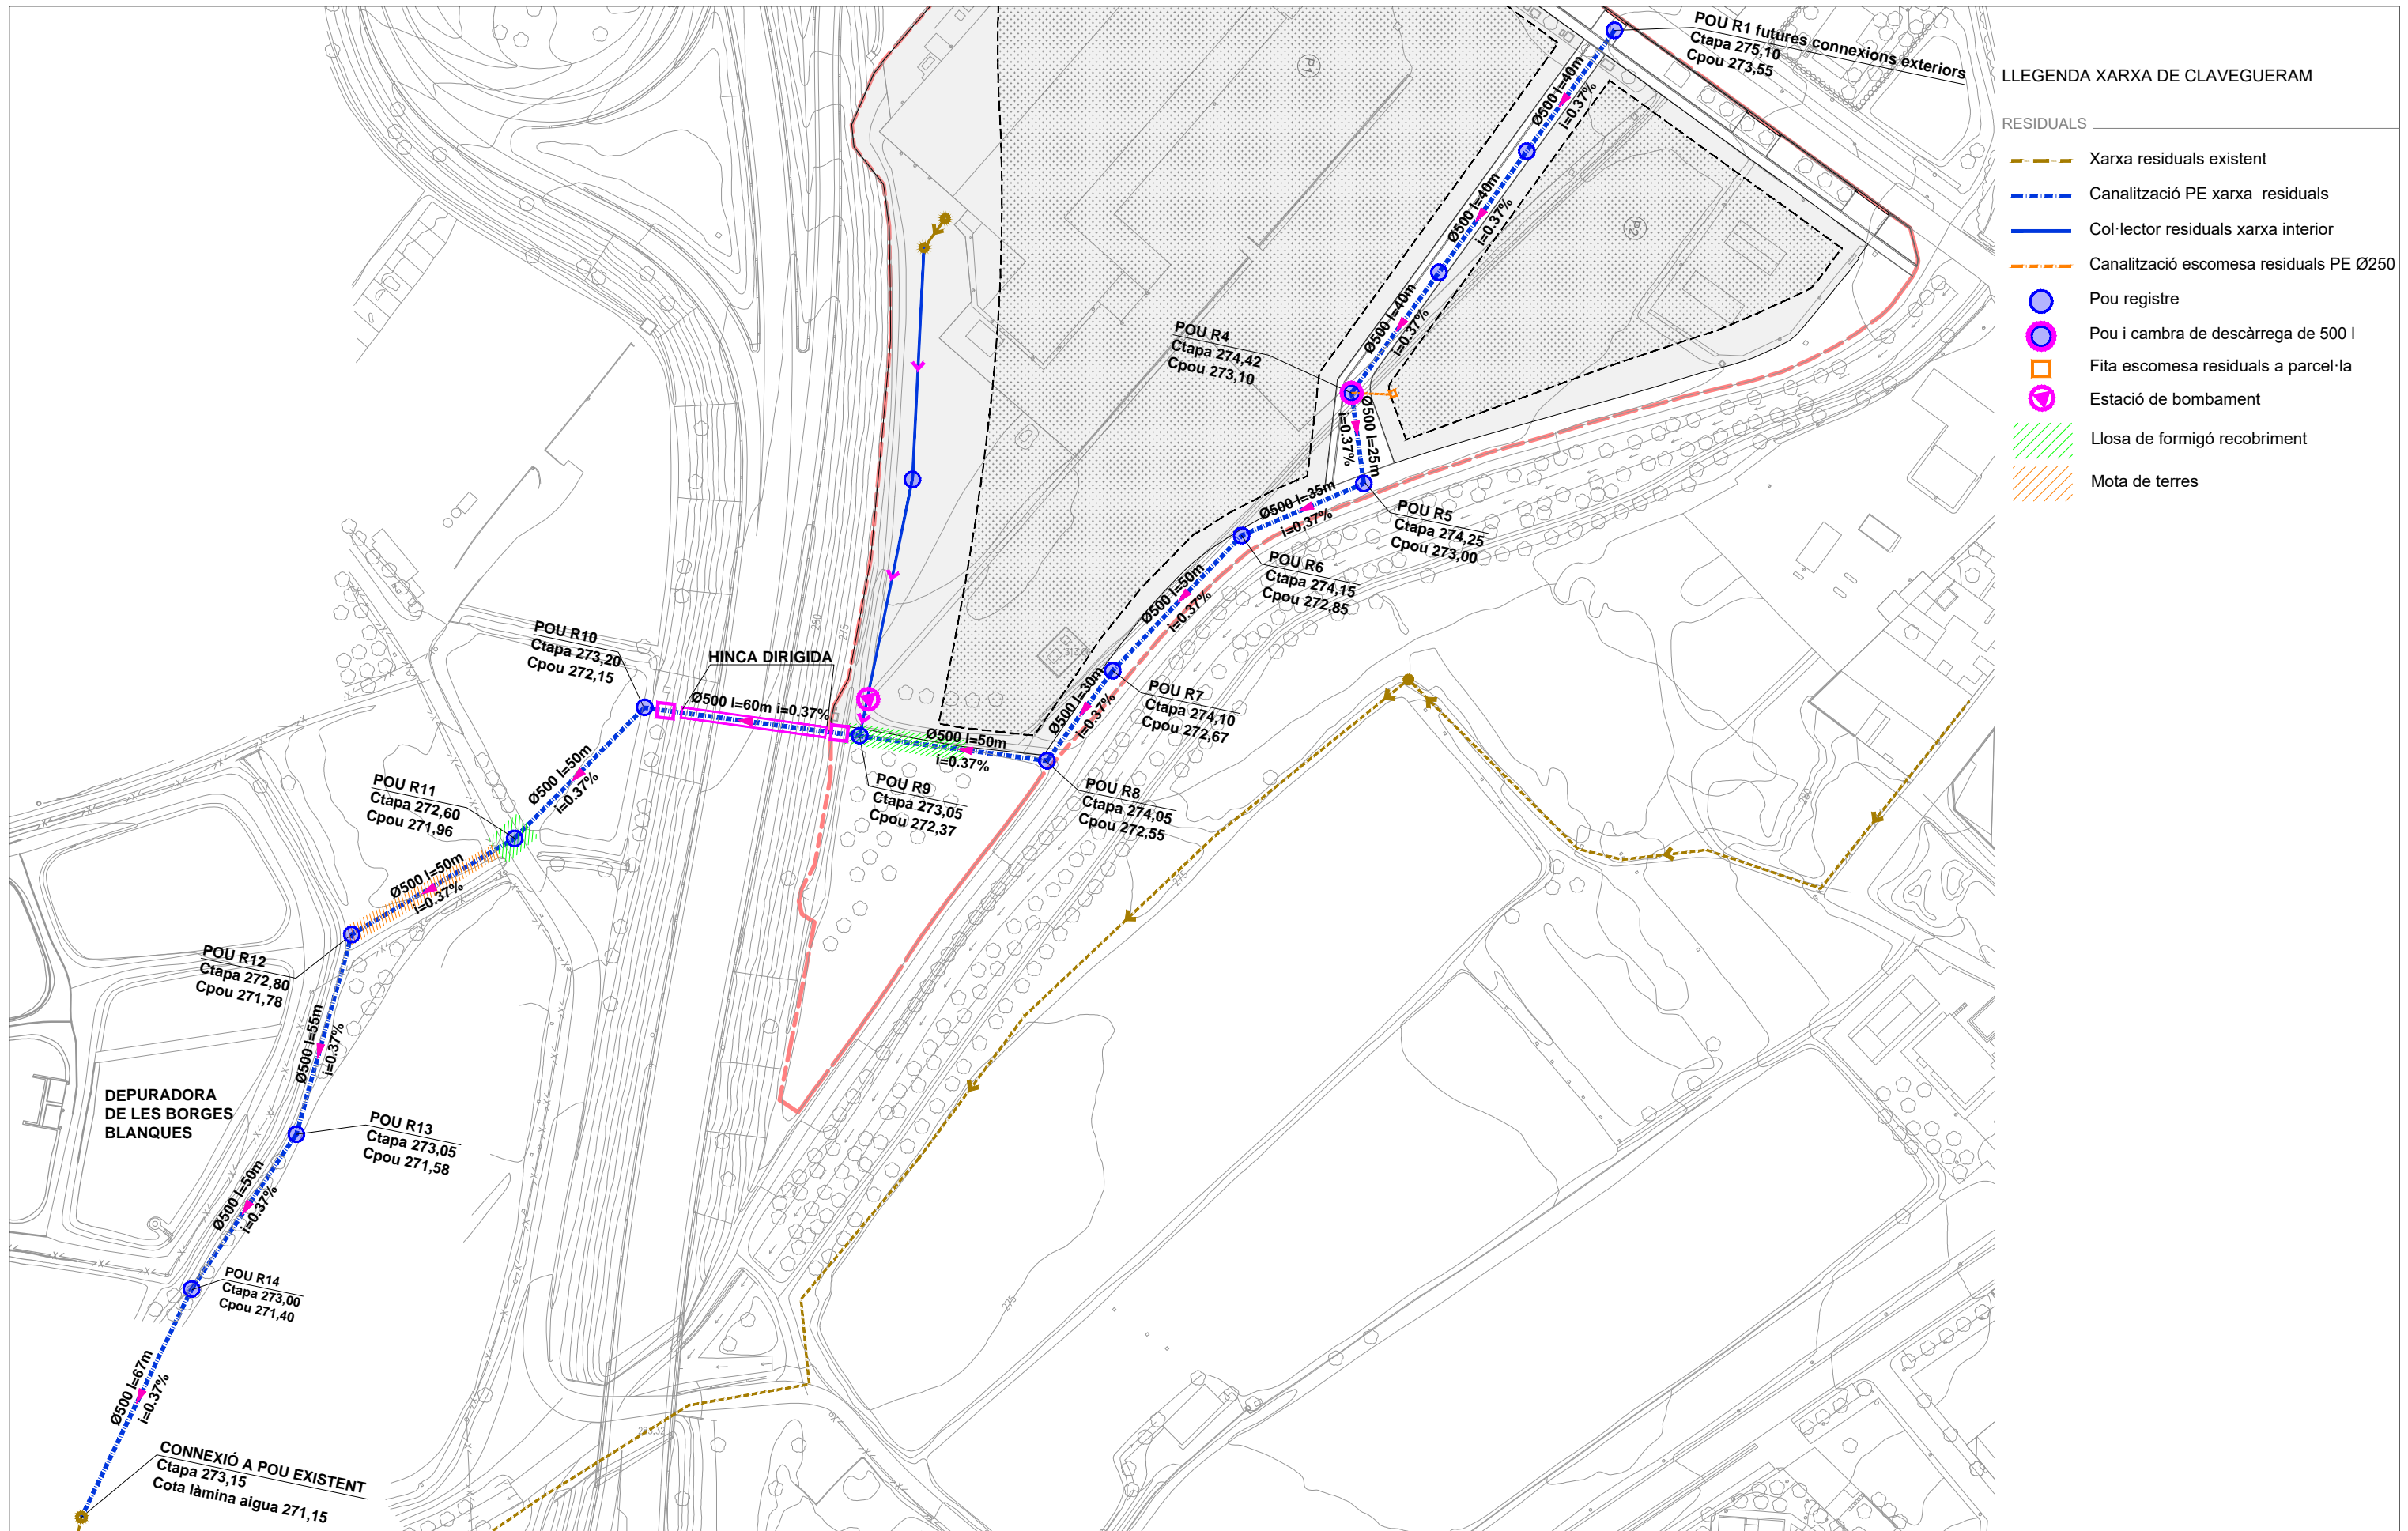 POU R1 futures connexions exteriors
Ctapa 275,10
Cpou 273,55
Ø500 l=40m
i=0.37%
Ø500 l=40m
i=0.37%
Ø500 l=40m
i=0.37%
P1
P2
POU R4
Ctapa 274,42
Cpou 273,10
Ø500 l=25m
i=0.37%
POU R5
Ctapa 274,25
Cpou 273,00
Ø500 l=35m
i=0,37%
POU R6
Ctapa 274,15
Cpou 272,85
Ø500 l=50m
i=0.37%
POU R7
Ctapa 274,10
Cpou 272,67
Ø500 l=30m
i=0.37%
POU R8
Ctapa 274,05
Cpou 272,55
Ø500 l=50m
i=0.37%
POU R9
Ctapa 273,05
Cpou 272,37
HINCA DIRIGIDA
Ø500 l=60m i=0.37%
280
275
POU R10
Ctapa 273,20
Cpou 272,15
Ø500 l=50m
i=0.37%
POU R11
Ctapa 272,60
Cpou 271,96
Ø500 l=50m
i=0.37%
POU R12
Ctapa 272,80
Cpou 271,78
Ø500 l=55m
i=0.37%
DEPURADORA
DE LES BORGES
BLANQUES
POU R13
Ctapa 273,05
Cpou 271,58
Ø500 l=50m
i=0.37%
POU R14
Ctapa 273,00
Cpou 271,40
Ø500 l=67m
i=0.37%
CONNEXIÓ A POU EXISTENT
Ctapa 273,15
Cota làmina aigua 271,15
275
280
275
LLEGENDA XARXA DE CLAVEGUERAM
RESIDUALS
Xarxa residuals existent
Canalització PE xarxa residuals
Col·lector residuals xarxa interior
Canalització escomesa residuals PE Ø250
Pou registre
Pou i cambra de descàrrega de 500 l
Fita escomesa residuals a parcel·la
Estació de bombament
Llosa de formigó recobriment
Mota de terres